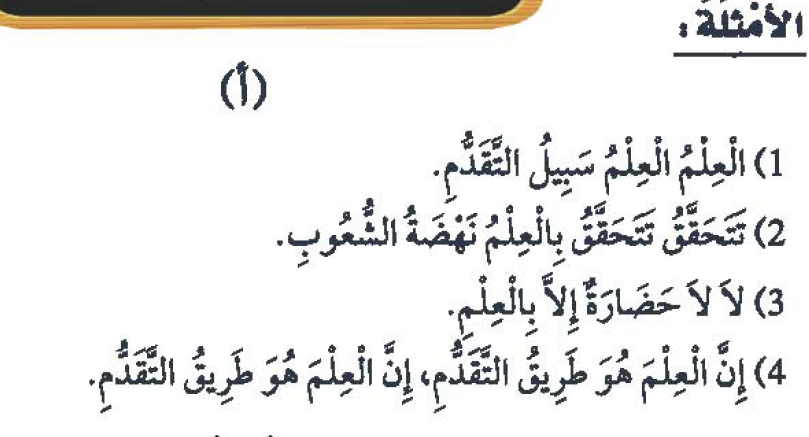 الأَمْثِلَةُ :
(أ)
1) الْعِلْمُ الْعِلْمُ سَبِيلُ التَّقَدُّمِ.
2) تَتَحَقَّقُ تَتَحَقَّقُ بِالْعِلْمُ نَهْضَةُ الشُّعُوبِ.
3) لاَ لاَ حَضَارَةٌ إِلاَّ بِالْعِلْمِ.
4) إِنَّ الْعِلْمَ هُوَ طَرِيقُ التَّقَدُّمِ، إِنَّ الْعِلْمَ هُوَ طَرِيقُ التَّقَدُّمِ.